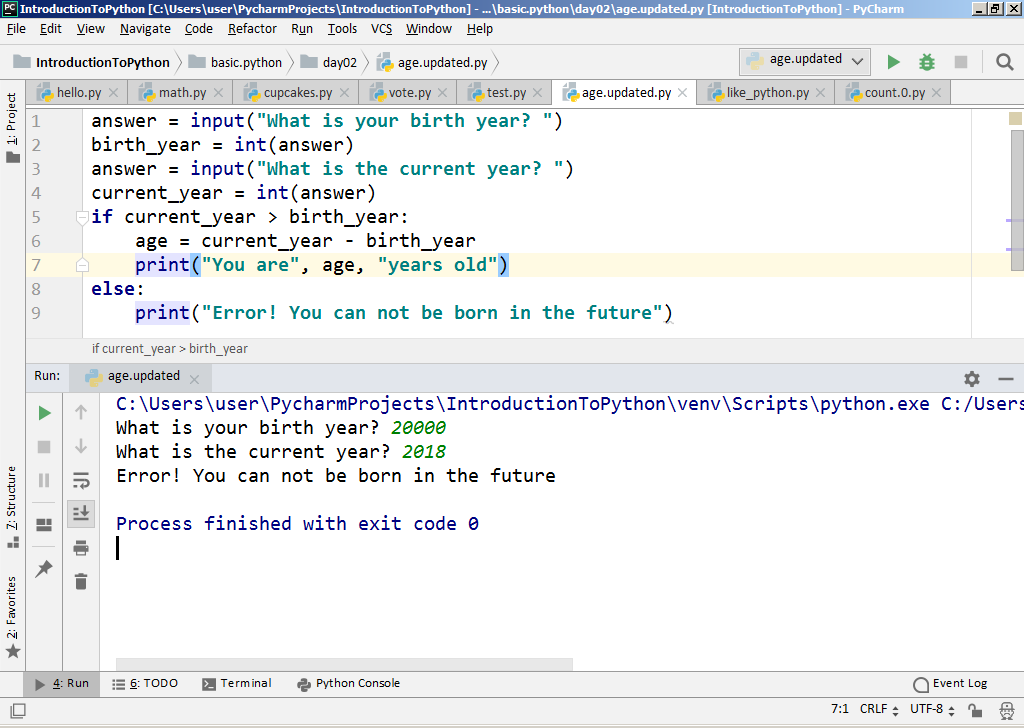 IntroductionToPython [C:\Users\user\PycharmProjects\IntroductionToPython] - ...\basic.python\day02\age.updated.py [IntroductionToPython] - PyCharm
File Edit View Navigate Code Refactor Run Tools VCS Window Help
IntroductionToPython basic.python day02 age.updated.py age.updated
hello.py math.py cupcakes.py vote.py test.py age.updated.py like_python.py count.0.py
1: Project
1 answer = input("What is your birth year? ")
2 birth_year = int(answer)
3 answer = input("What is the current year? ")
4 current_year = int(answer)
5 if current_year > birth_year:
6     age = current_year - birth_year
7     print("You are", age, "years old")
8 else:
9     print("Error! You can not be born in the future")
if current_year > birth_year
Run: age.updated
C:\Users\user\PycharmProjects\IntroductionToPython\venv\Scripts\python.exe C:/Users
What is your birth year? 20000
What is the current year? 2018
Error! You can not be born in the future
Process finished with exit code 0
7: Structure
2: Favorites
4: Run 6: TODO Terminal Python Console Event Log
7:1 CRLF UTF-8